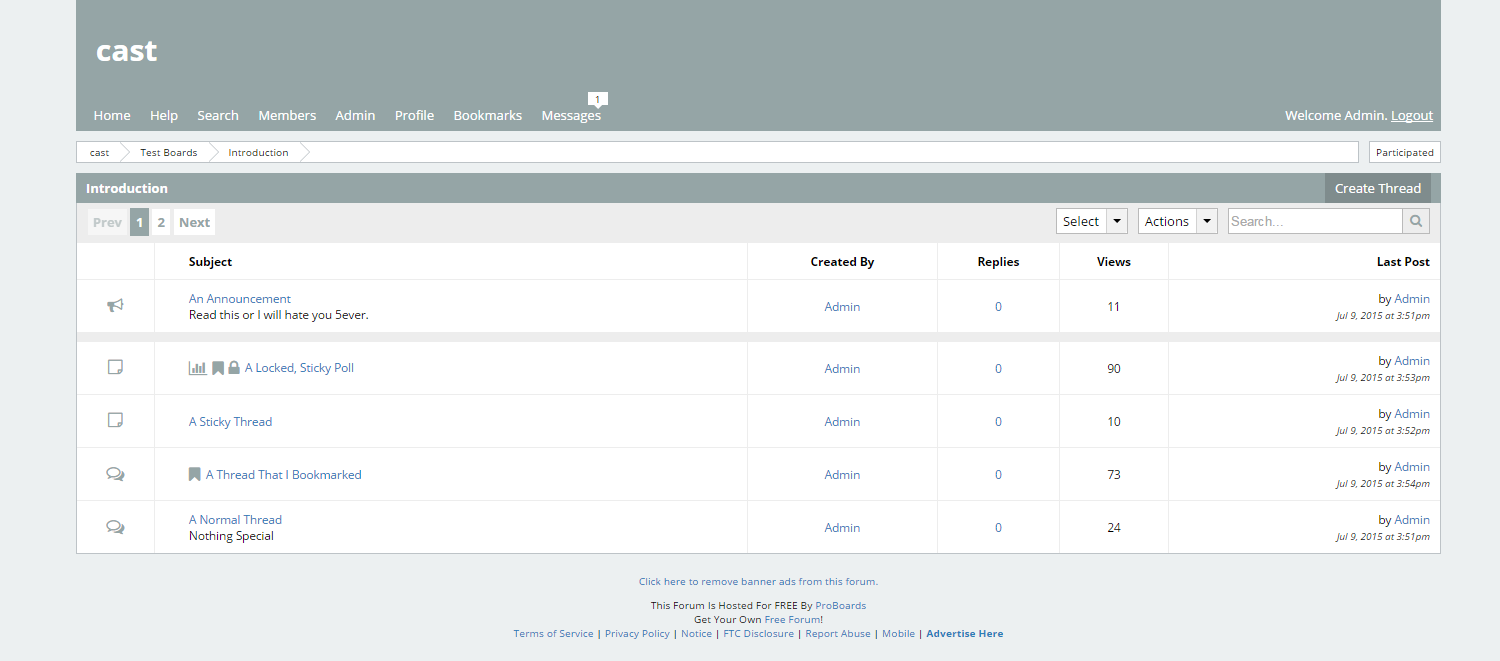 cast
1
Home Help Search Members Admin Profile Bookmarks Messages Welcome Admin. Logout
cast Test Boards Introduction Participated
Introduction Create Thread
Prev 1 2 Next Select Actions Search...
Subject Created By Replies Views Last Post
An Announcement
Read this or I will hate you 5ever.
Admin 0 11
by Admin
Jul 9, 2015 at 3:51pm
A Locked, Sticky Poll Admin 0 90
by Admin
Jul 9, 2015 at 3:53pm
A Sticky Thread Admin 0 10
by Admin
Jul 9, 2015 at 3:52pm
A Thread That I Bookmarked Admin 0 73
by Admin
Jul 9, 2015 at 3:54pm
A Normal Thread
Nothing Special
Admin 0 24
by Admin
Jul 9, 2015 at 3:51pm
Click here to remove banner ads from this forum.
This Forum Is Hosted For FREE By ProBoards
Get Your Own Free Forum!
Terms of Service | Privacy Policy | Notice | FTC Disclosure | Report Abuse | Mobile | Advertise Here